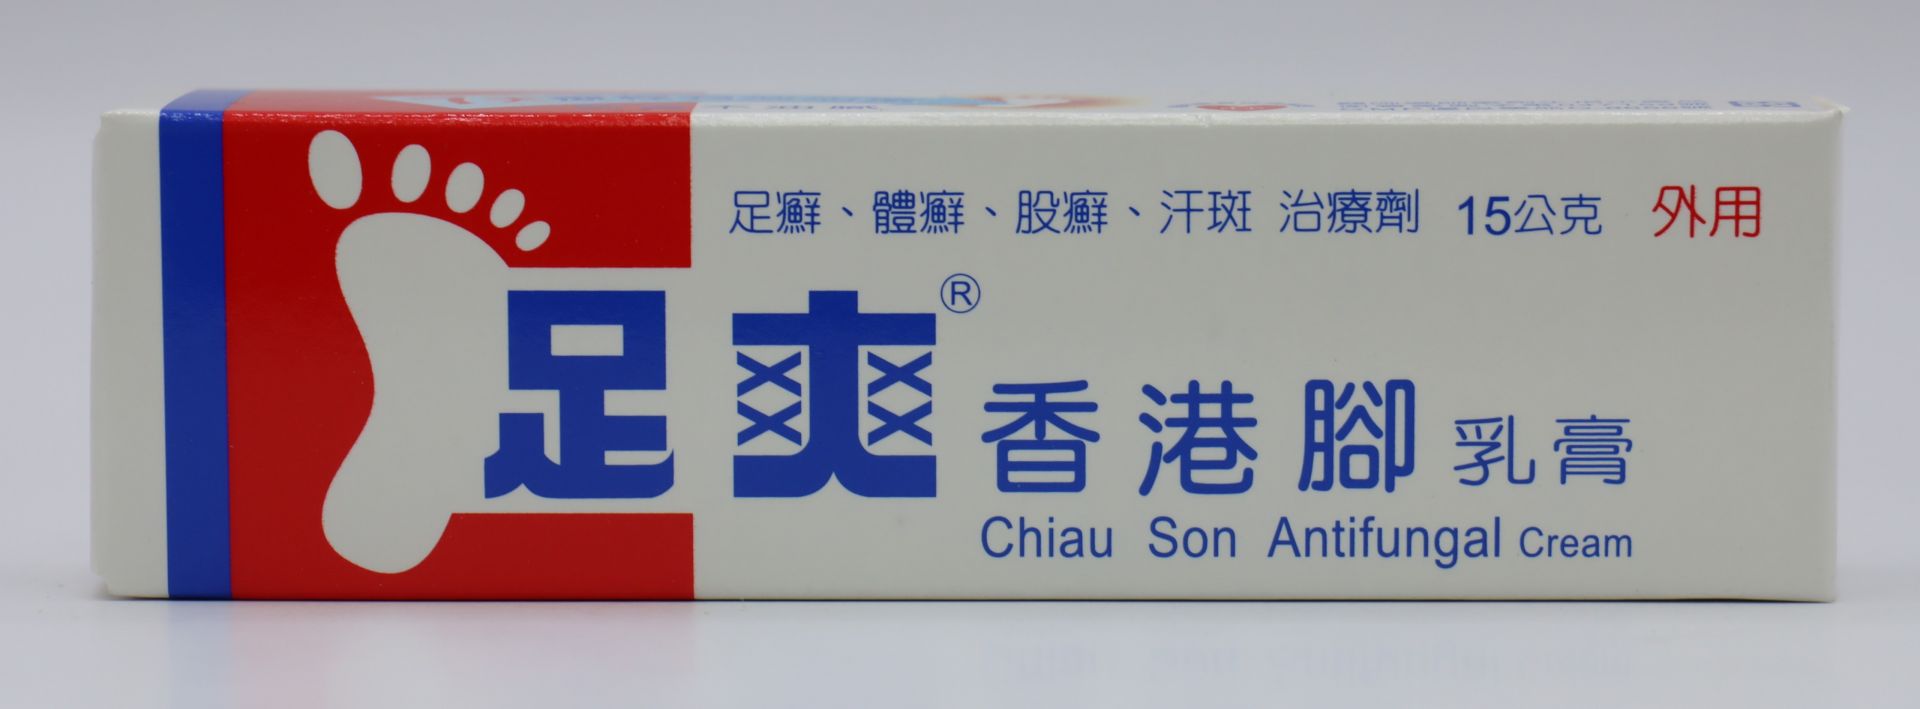 足癬、體癬、股癬、汗斑 治療劑 15公克 外用
足爽® 香港腳 乳膏
Chiau Son Antifungal Cream